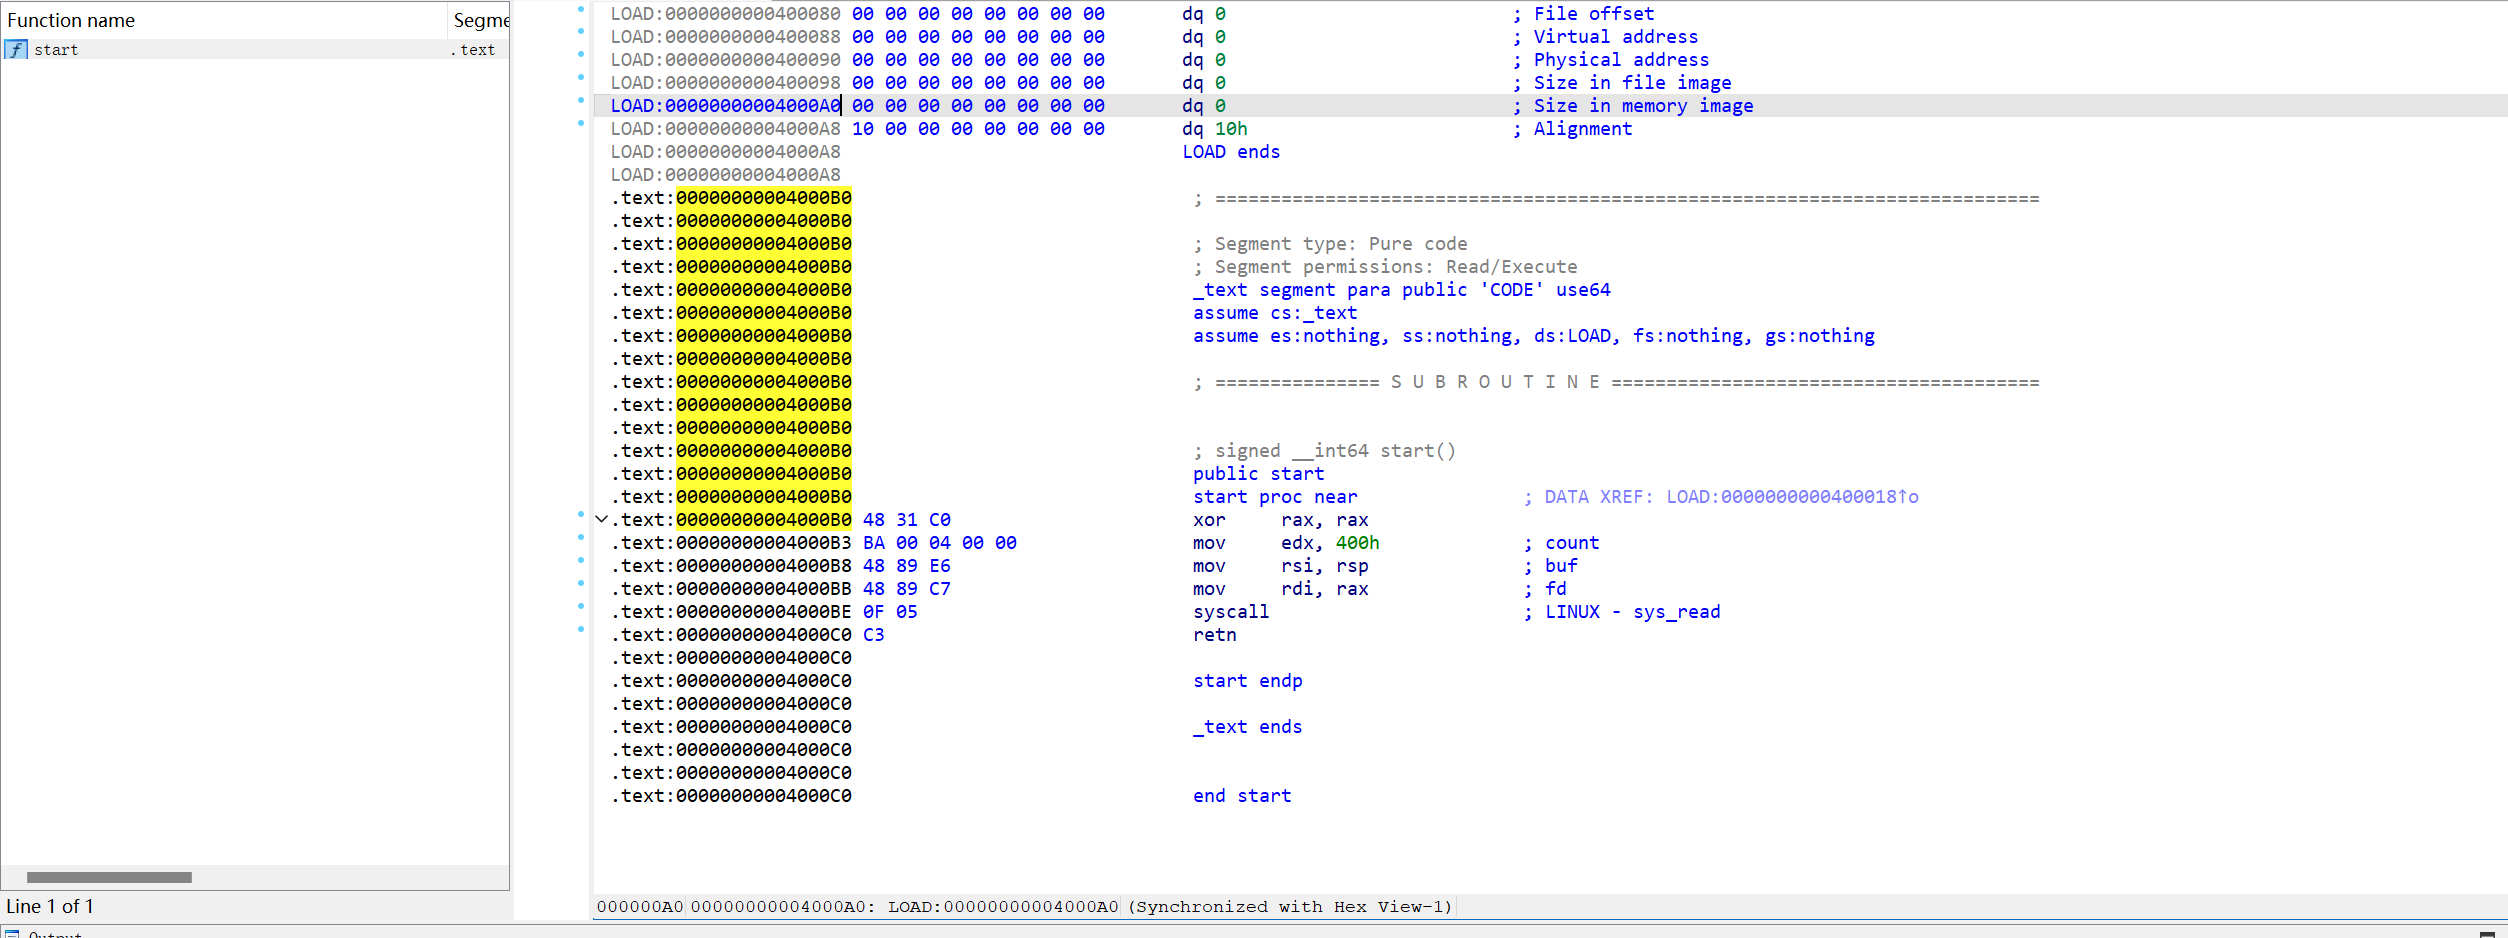 Function name Segme
f start .text
Line 1 of 1
LOAD:0000000000400080 00 00 00 00 00 00 00 00 dq 0 ; File offset
LOAD:0000000000400088 00 00 00 00 00 00 00 00 dq 0 ; Virtual address
LOAD:0000000000400090 00 00 00 00 00 00 00 00 dq 0 ; Physical address
LOAD:0000000000400098 00 00 00 00 00 00 00 00 dq 0 ; Size in file image
LOAD:00000000004000A0 00 00 00 00 00 00 00 00 dq 0 ; Size in memory image
LOAD:00000000004000A8 10 00 00 00 00 00 00 00 dq 10h ; Alignment
LOAD:00000000004000A8 LOAD ends
LOAD:00000000004000A8
.text:00000000004000B0 ; ===========================================================================
.text:00000000004000B0
.text:00000000004000B0 ; Segment type: Pure code
.text:00000000004000B0 ; Segment permissions: Read/Execute
.text:00000000004000B0 _text segment para public 'CODE' use64
.text:00000000004000B0 assume cs:_text
.text:00000000004000B0 assume es:nothing, ss:nothing, ds:LOAD, fs:nothing, gs:nothing
.text:00000000004000B0
.text:00000000004000B0 ; =============== S U B R O U T I N E =======================================
.text:00000000004000B0
.text:00000000004000B0
.text:00000000004000B0 ; signed __int64 start()
.text:00000000004000B0 public start
.text:00000000004000B0 start proc near ; DATA XREF: LOAD:0000000000400018↑o
.text:00000000004000B0 48 31 C0 xor rax, rax
.text:00000000004000B3 BA 00 04 00 00 mov edx, 400h ; count
.text:00000000004000B8 48 89 E6 mov rsi, rsp ; buf
.text:00000000004000BB 48 89 C7 mov rdi, rax ; fd
.text:00000000004000BE 0F 05 syscall ; LINUX - sys_read
.text:00000000004000C0 C3 retn
.text:00000000004000C0
.text:00000000004000C0 start endp
.text:00000000004000C0
.text:00000000004000C0 _text ends
.text:00000000004000C0
.text:00000000004000C0
.text:00000000004000C0 end start
000000A0 00000000004000A0: LOAD:00000000004000A0 (Synchronized with Hex View-1)
Output